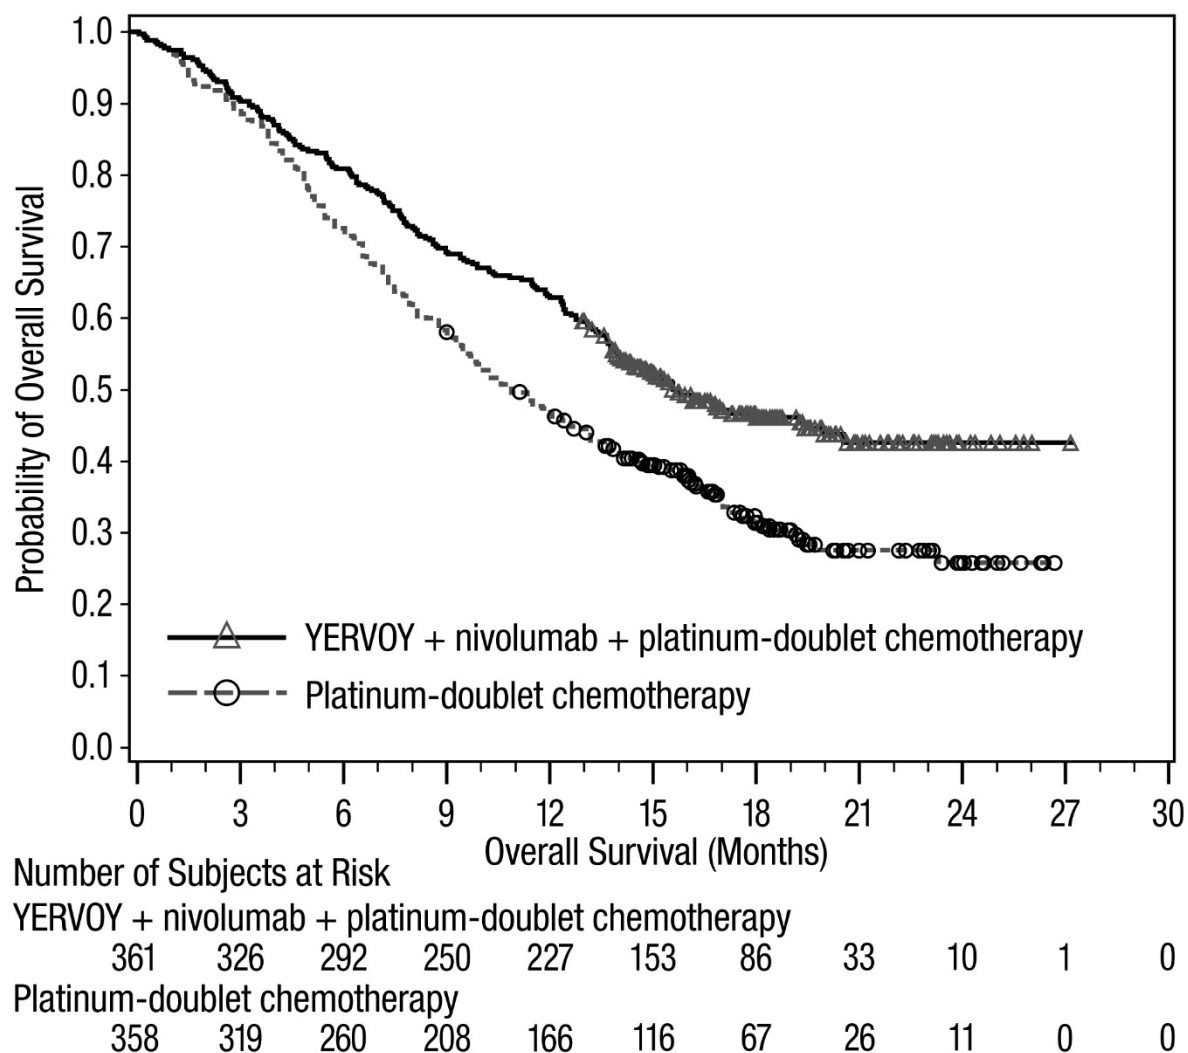 1.0
0.9
0.8
0.7
0.6
0.5
0.4
0.3
0.2
0.1
0.0
Probability of Overall Survival
YERVOY + nivolumab + platinum-doublet chemotherapy
Platinum-doublet chemotherapy
0 3 6 9 12 15 18 21 24 27 30
Overall Survival (Months)
Number of Subjects at Risk
YERVOY + nivolumab + platinum-doublet chemotherapy
361 326 292 250 227 153 86 33 10 1 0
Platinum-doublet chemotherapy
358 319 260 208 166 116 67 26 11 0 0